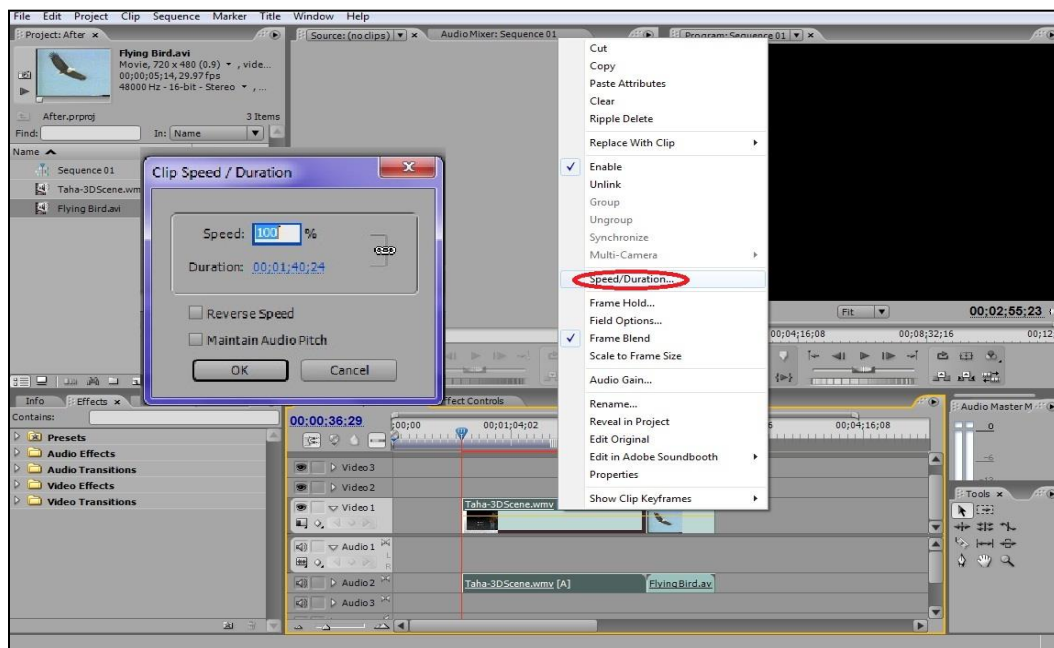 File Edit Project Clip Sequence Marker Title Window Help
Project: After ×
Flying Bird.avi
Movie, 720 x 480 (0.9) , vide...
00;00;05;14, 29.97 fps
48000 Hz - 16-bit - Stereo , ...
After.prproj 3 Items
Find: In: Name
Name
Sequence 01
Taha-3DScene.wm
Flying Bird.avi
Source: (no clips) × Audio Mixer: Sequence 01
Program: Sequence 01 ×
Clip Speed / Duration
Speed: 100 %
Duration: 00;01;40;24
Reverse Speed
Maintain Audio Pitch
OK Cancel
Cut
Copy
Paste Attributes
Clear
Ripple Delete
Replace With Clip
Enable
Unlink
Group
Ungroup
Synchronize
Multi-Camera
Speed/Duration...
Frame Hold...
Field Options...
Frame Blend
Scale to Frame Size
Audio Gain...
Rename...
Reveal in Project
Edit Original
Edit in Adobe Soundbooth
Properties
Show Clip Keyframes
Fit 00;02;55;23
00;04;16;08 00;08;32;16 00;12
Info Effects ×
Contains:
Presets
Audio Effects
Audio Transitions
Video Effects
Video Transitions
ffect Controls
00;00;36;29 ;00;00 00;01;04;02 00;04;16;08
Video 3
Video 2
Video 1 Taha-3DScene.wmv
Audio 1
L
R
Audio 2 Taha-3DScene.wmv [A] Flying Bird.av
Audio 3
Audio Master M
0
-6
Tools ×